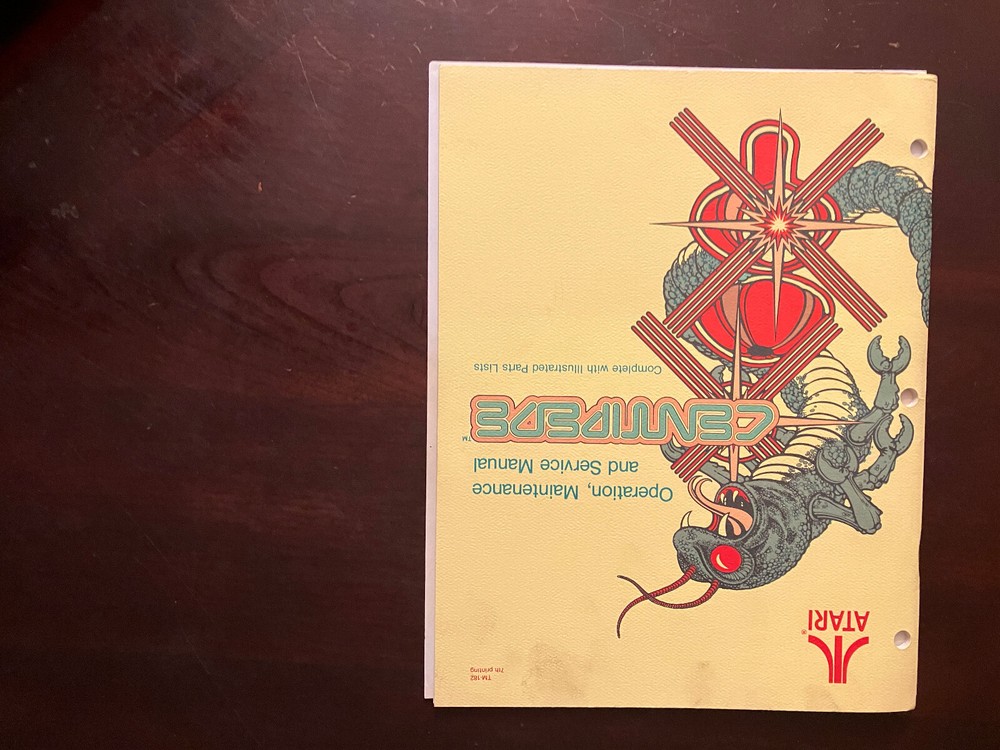 TM-182
7th printing
ATARI®
Operation, Maintenance
and Service Manual
CENTIPEDE™
Complete with Illustrated Parts Lists